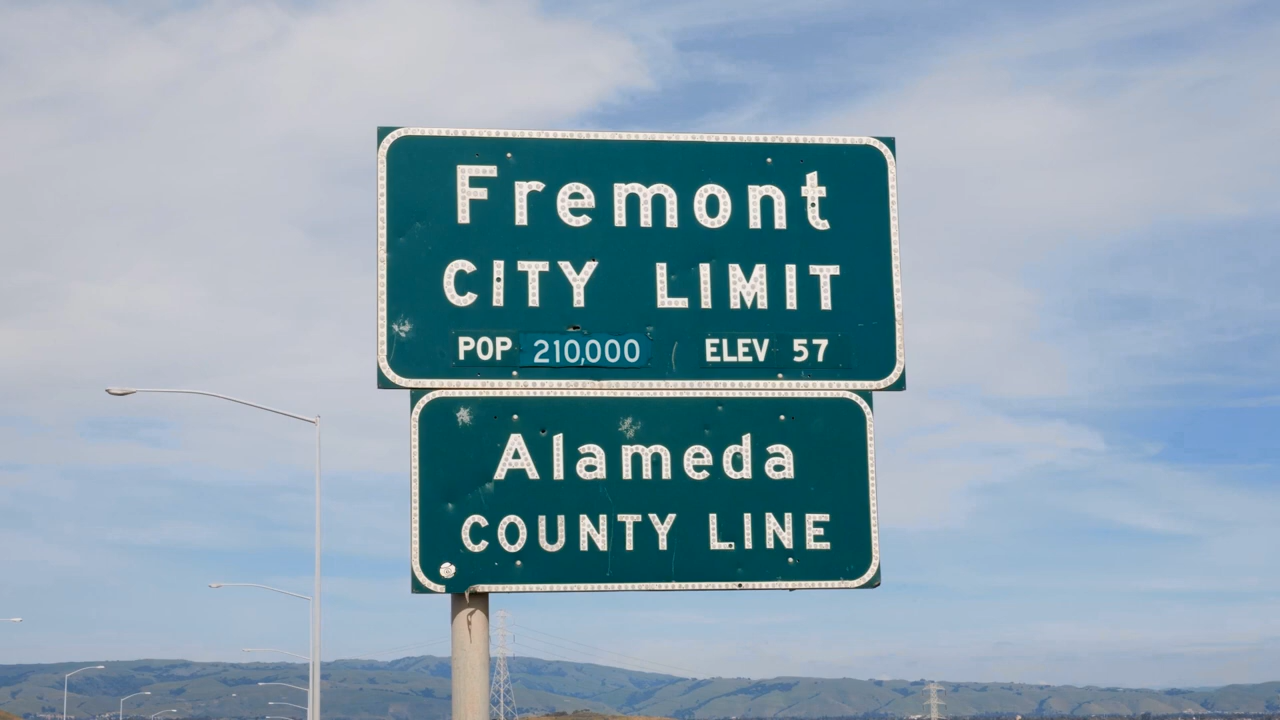 Fremont
CITY LIMIT
POP 210,000 ELEV 57
Alameda
COUNTY LINE